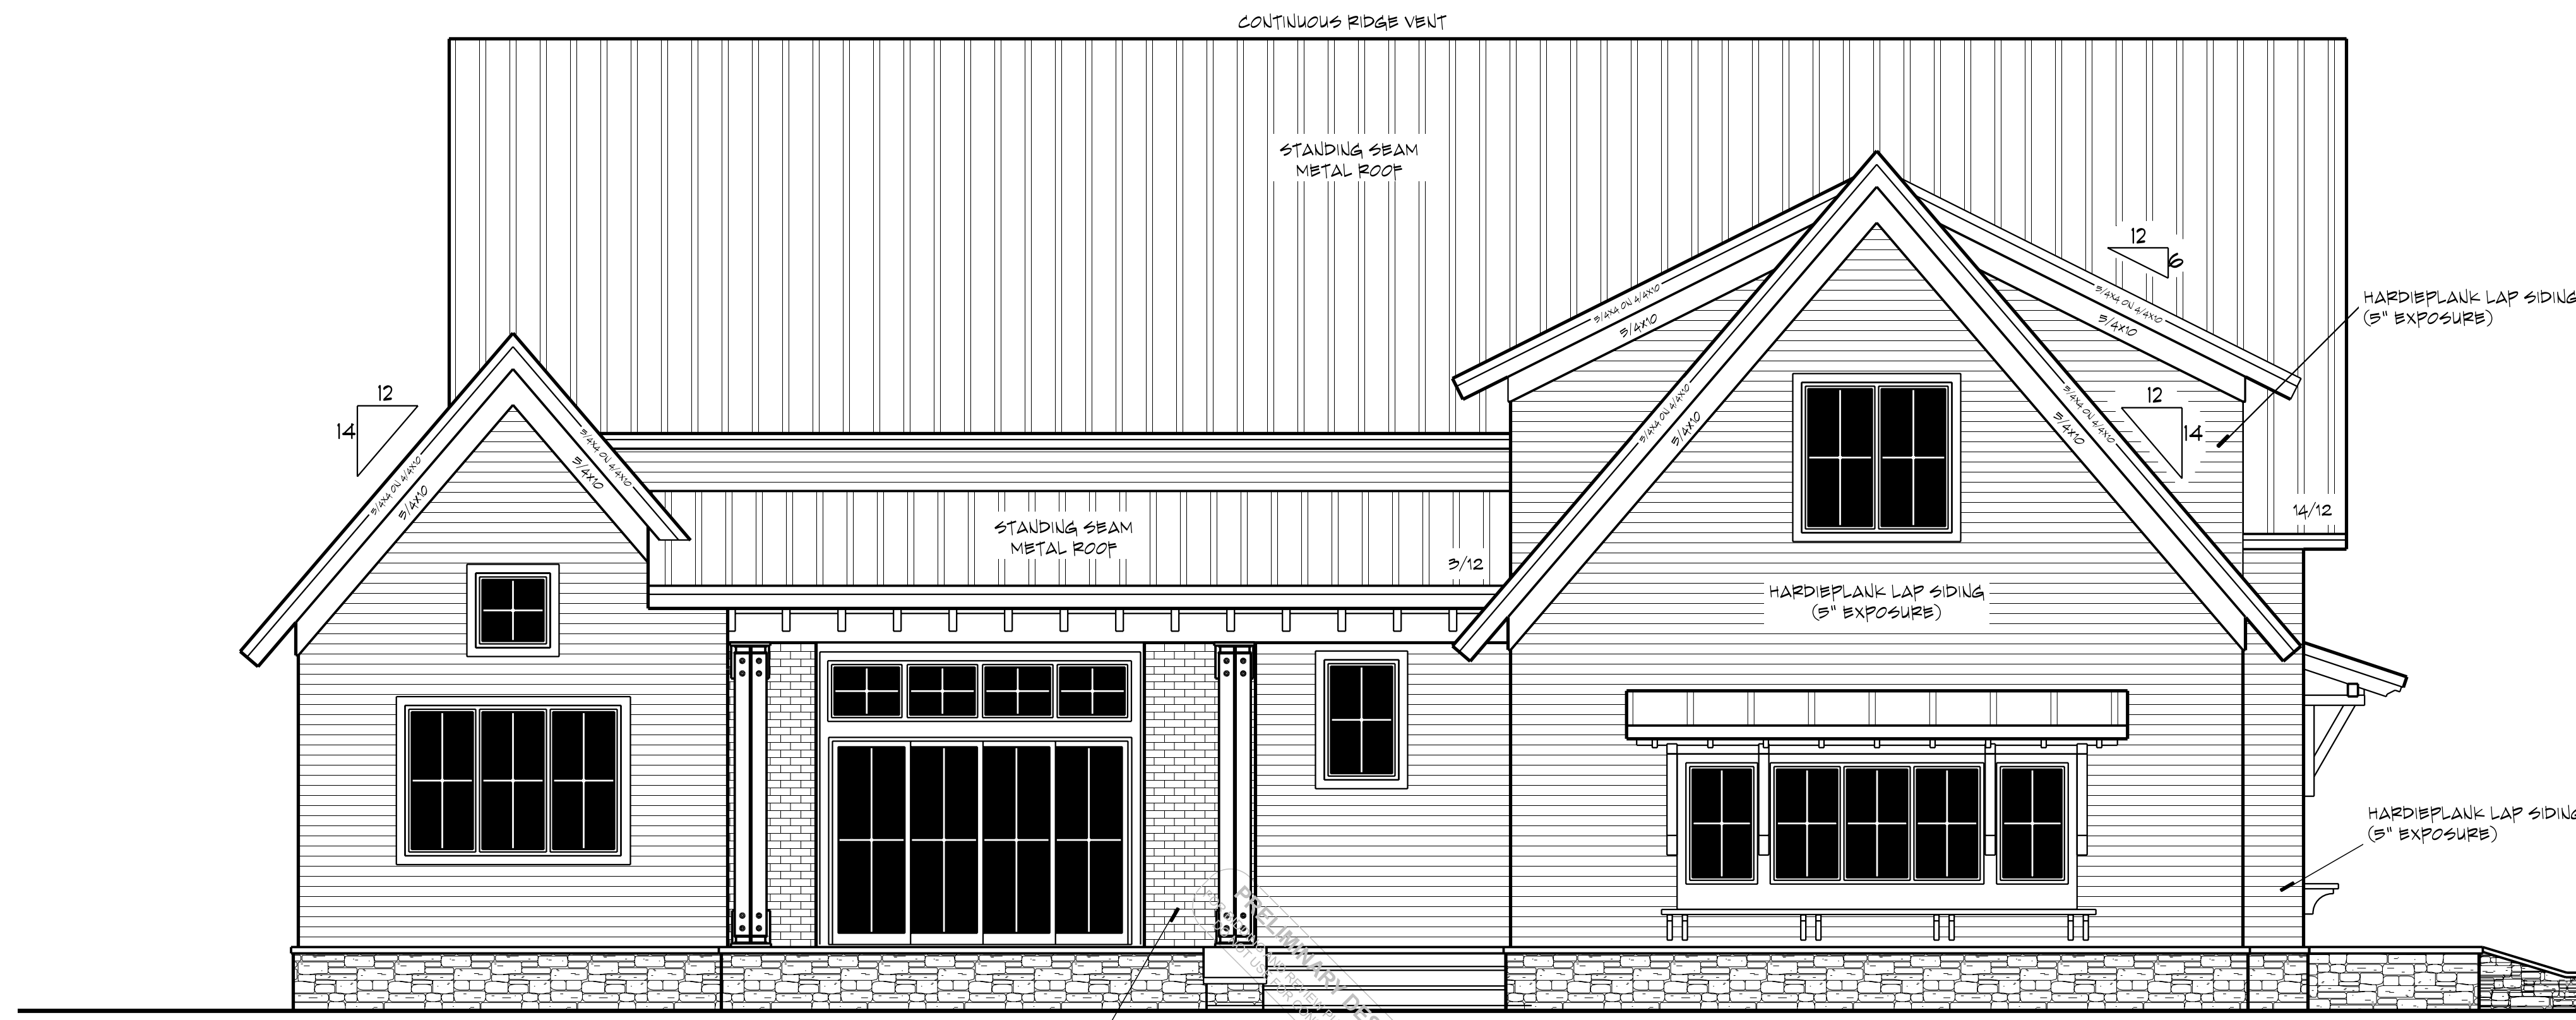 CONTINUOUS RIDGE VENT
STANDING SEAM
METAL ROOF
12
6
5/4X4 ON 4/4X10
5/4X10
5/4X4 ON 4/4X10
5/4X10
HARDIEPLANK LAP SIDING
(5" EXPOSURE)
12
14
5/4X4 ON 4/4X10
5/4X10
5/4X4 ON 4/4X10
5/4X10
12
14
5/4X4 ON 4/4X10
5/4X10
5/4X4 ON 4/4X10
5/4X10
14/12
STANDING SEAM
METAL ROOF
3/12
HARDIEPLANK LAP SIDING
(5" EXPOSURE)
HARDIEPLANK LAP SIDING
(5" EXPOSURE)
PRELIMINARY DES